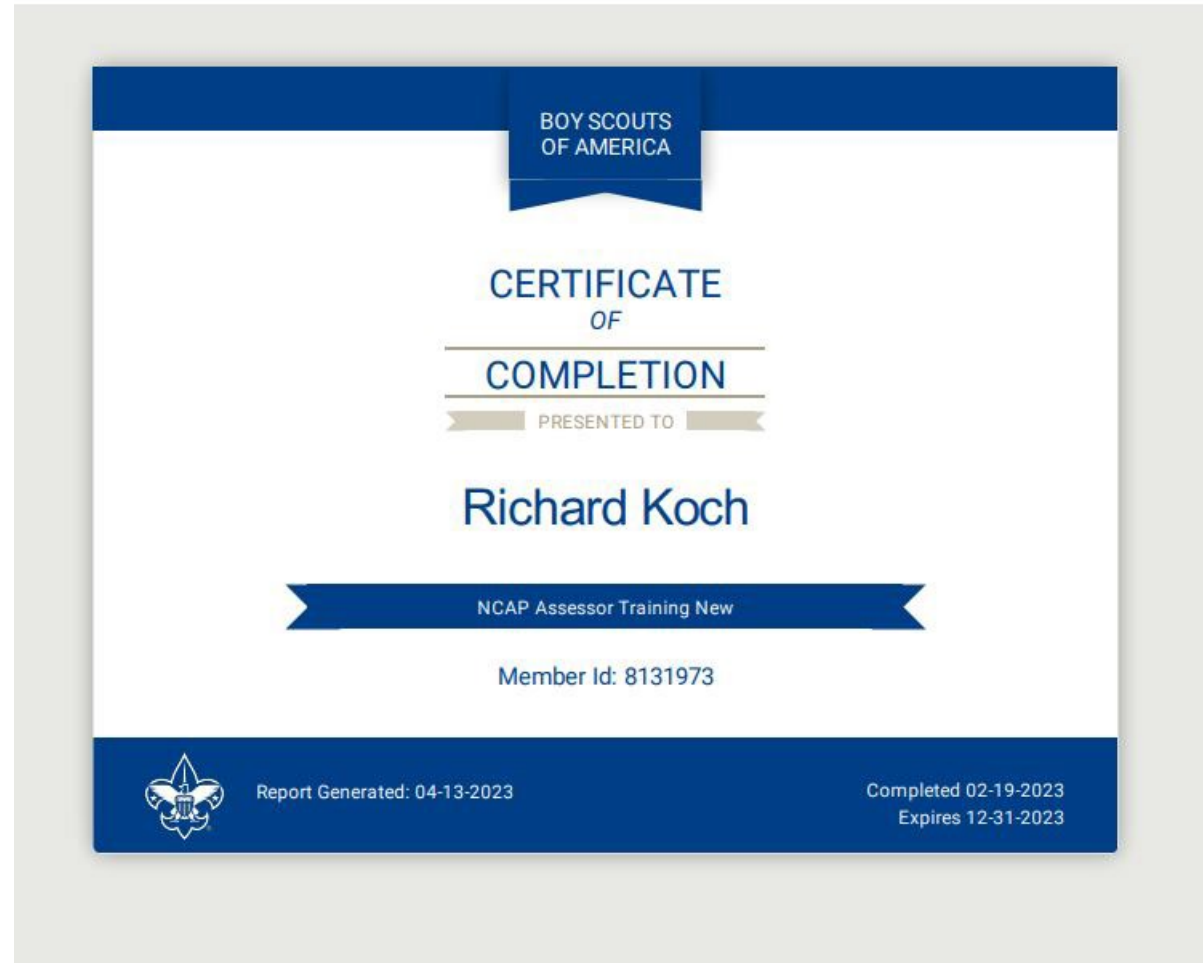 BOY SCOUTS
OF AMERICA
CERTIFICATE
OF
COMPLETION
PRESENTED TO
Richard Koch
NCAP Assessor Training New
Member Id: 8131973
Report Generated: 04-13-2023
Completed 02-19-2023
Expires 12-31-2023